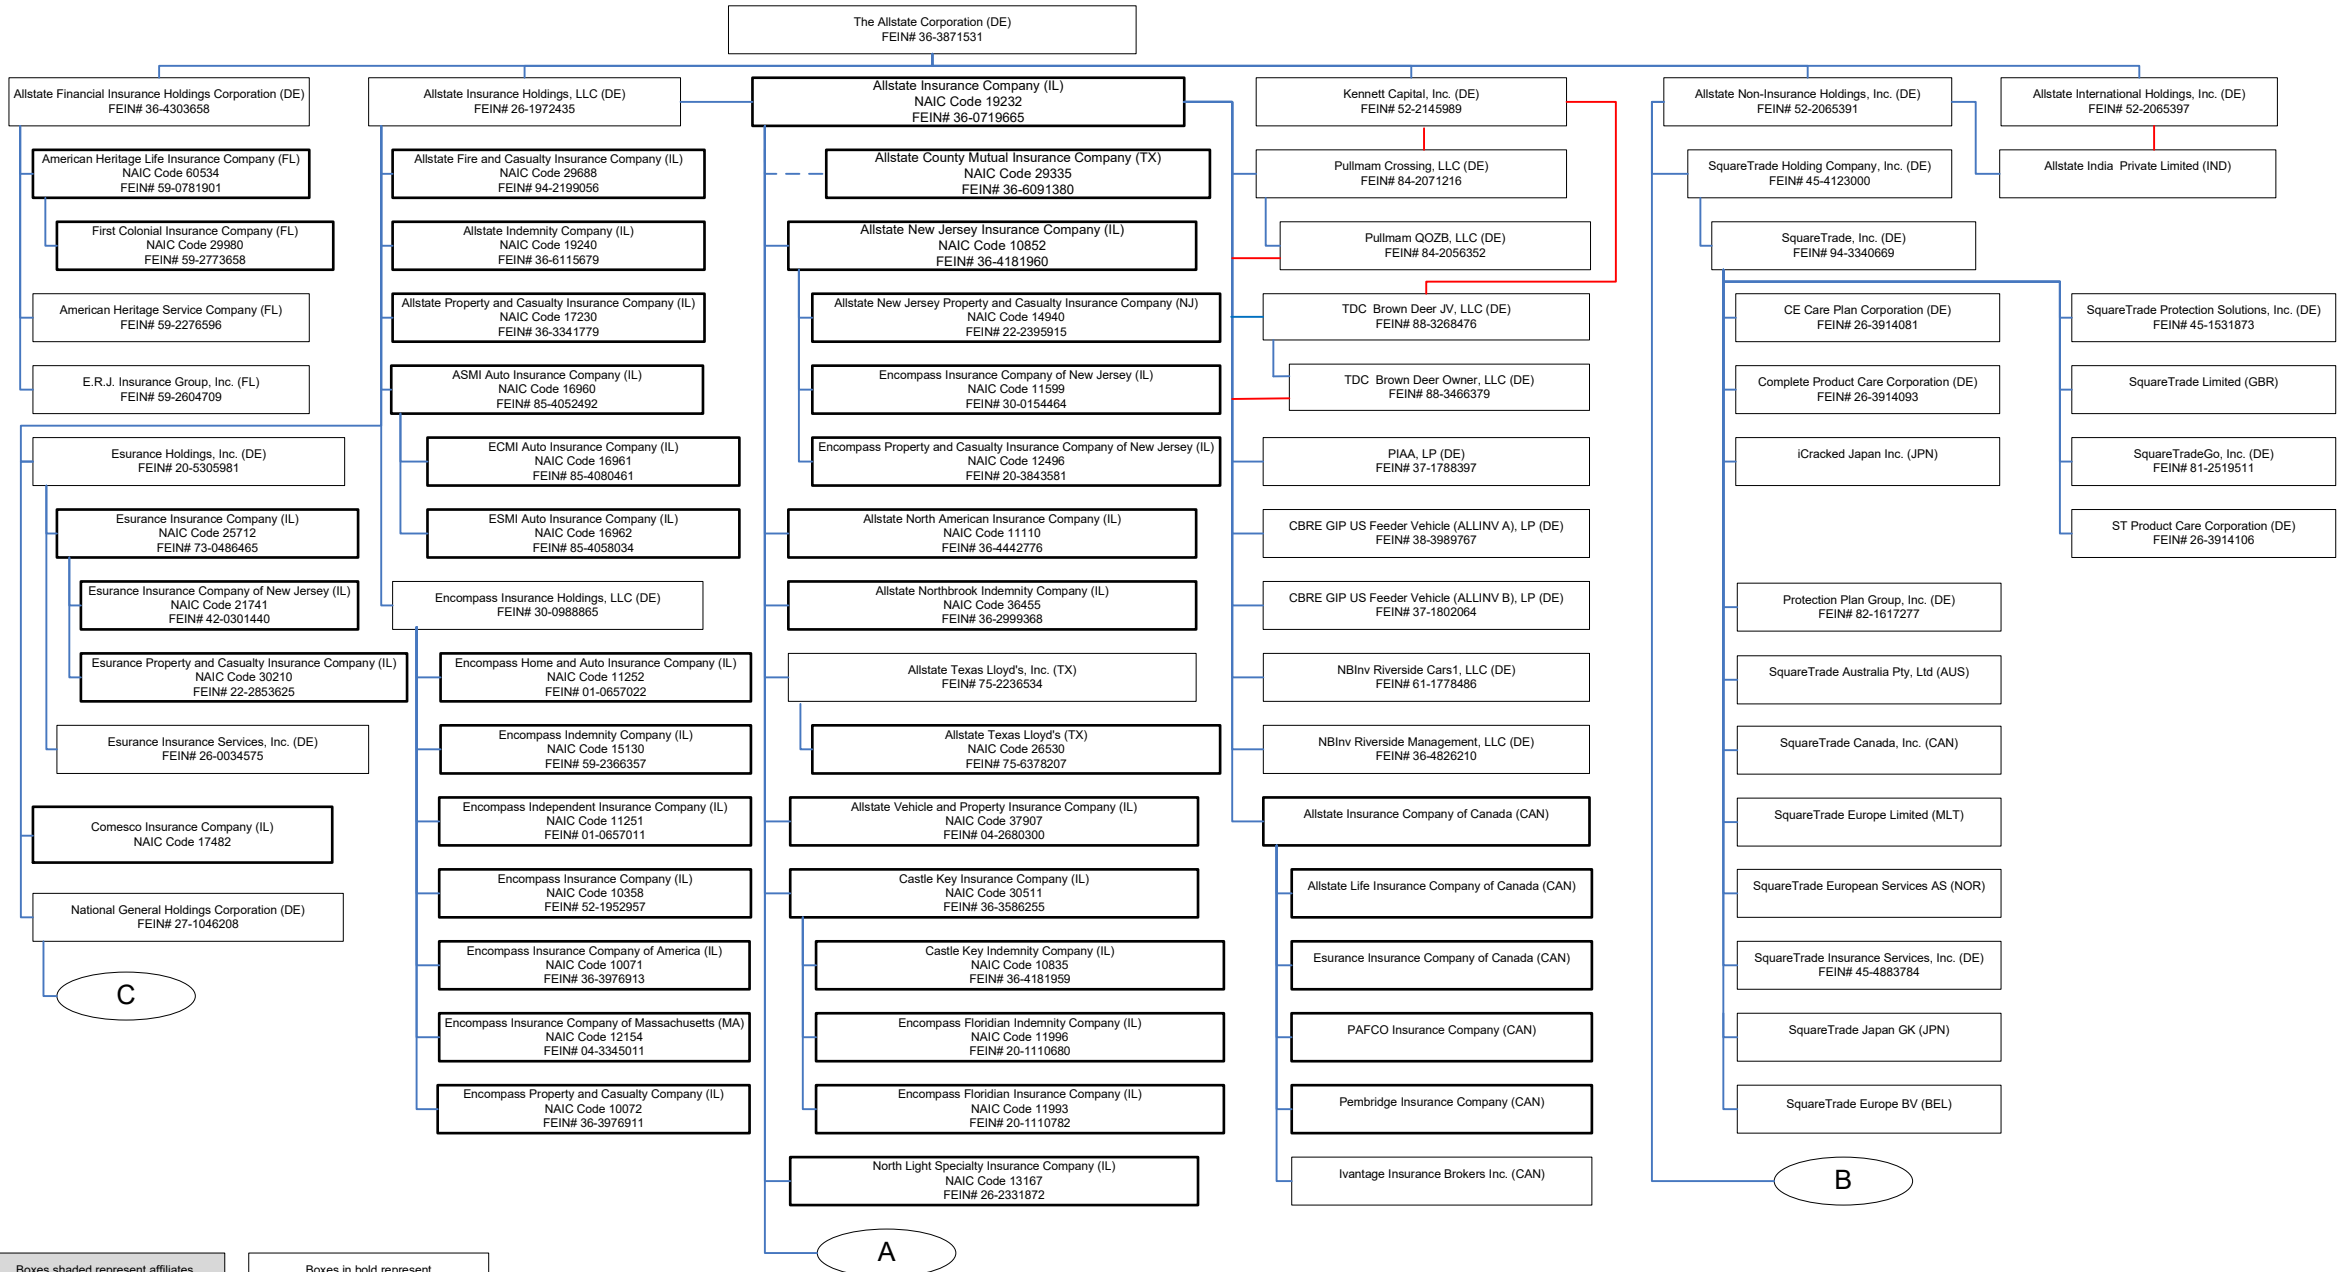 The Allstate Corporation (DE)
FEIN# 36-3871531
Allstate Financial Insurance Holdings Corporation (DE)
FEIN# 36-4303658
American Heritage Life Insurance Company (FL)
NAIC Code 60534
FEIN# 59-0781901
First Colonial Insurance Company (FL)
NAIC Code 29980
FEIN# 59-2773658
American Heritage Service Company (FL)
FEIN# 59-2276596
E.R.J. Insurance Group, Inc. (FL)
FEIN# 59-2604709
Allstate Insurance Holdings, LLC (DE)
FEIN# 26-1972435
Allstate Fire and Casualty Insurance Company (IL)
NAIC Code 29688
FEIN# 94-2199056
Allstate Indemnity Company (IL)
NAIC Code 19240
FEIN# 36-6115679
Allstate Property and Casualty Insurance Company (IL)
NAIC Code 17230
FEIN# 36-3341779
ASMI Auto Insurance Company (IL)
NAIC Code 16960
FEIN# 85-4052492
ECMI Auto Insurance Company (IL)
NAIC Code 16961
FEIN# 85-4080461
ESMI Auto Insurance Company (IL)
NAIC Code 16962
FEIN# 85-4058034
Encompass Insurance Holdings, LLC (DE)
FEIN# 30-0988865
Encompass Home and Auto Insurance Company (IL)
NAIC Code 11252
FEIN# 01-0657022
Encompass Indemnity Company (IL)
NAIC Code 15130
FEIN# 59-2366357
Encompass Independent Insurance Company (IL)
NAIC Code 11251
FEIN# 01-0657011
Encompass Insurance Company (IL)
NAIC Code 10358
FEIN# 52-1952957
Encompass Insurance Company of America (IL)
NAIC Code 10071
FEIN# 36-3976913
Encompass Insurance Company of Massachusetts (MA)
NAIC Code 12154
FEIN# 04-3345011
Encompass Property and Casualty Company (IL)
NAIC Code 10072
FEIN# 36-3976911
Esurance Holdings, Inc. (DE)
FEIN# 20-5305981
Esurance Insurance Company (IL)
NAIC Code 25712
FEIN# 73-0486465
Esurance Insurance Company of New Jersey (IL)
NAIC Code 21741
FEIN# 42-0301440
Esurance Property and Casualty Insurance Company (IL)
NAIC Code 30210
FEIN# 22-2853625
Esurance Insurance Services, Inc. (DE)
FEIN# 26-0034575
Comesco Insurance Company (IL)
NAIC Code 17482
National General Holdings Corporation (DE)
FEIN# 27-1046208
C
Allstate Insurance Company (IL)
NAIC Code 19232
FEIN# 36-0719665
Allstate County Mutual Insurance Company (TX)
NAIC Code 29335
FEIN# 36-6091380
Allstate New Jersey Insurance Company (IL)
NAIC Code 10852
FEIN# 36-4181960
Allstate New Jersey Property and Casualty Insurance Company (NJ)
NAIC Code 14940
FEIN# 22-2395915
Encompass Insurance Company of New Jersey (IL)
NAIC Code 11599
FEIN# 30-0154464
Encompass Property and Casualty Insurance Company of New Jersey (IL)
NAIC Code 12496
FEIN# 20-3843581
Allstate North American Insurance Company (IL)
NAIC Code 11110
FEIN# 36-4442776
Allstate Northbrook Indemnity Company (IL)
NAIC Code 36455
FEIN# 36-2999368
Allstate Texas Lloyd's, Inc. (TX)
FEIN# 75-2236534
Allstate Texas Lloyd's (TX)
NAIC Code 26530
FEIN# 75-6378207
Allstate Vehicle and Property Insurance Company (IL)
NAIC Code 37907
FEIN# 04-2680300
Castle Key Insurance Company (IL)
NAIC Code 30511
FEIN# 36-3586255
Castle Key Indemnity Company (IL)
NAIC Code 10835
FEIN# 36-4181959
Encompass Floridian Indemnity Company (IL)
NAIC Code 11996
FEIN# 20-1110680
Encompass Floridian Insurance Company (IL)
NAIC Code 11993
FEIN# 20-1110782
North Light Specialty Insurance Company (IL)
NAIC Code 13167
FEIN# 26-2331872
A
Kennett Capital, Inc. (DE)
FEIN# 52-2145989
Pullmam Crossing, LLC (DE)
FEIN# 84-2071216
Pullmam QOZB, LLC (DE)
FEIN# 84-2056352
TDC Brown Deer JV, LLC (DE)
FEIN# 88-3268476
TDC Brown Deer Owner, LLC (DE)
FEIN# 88-3466379
PIAA, LP (DE)
FEIN# 37-1788397
CBRE GIP US Feeder Vehicle (ALLINV A), LP (DE)
FEIN# 38-3989767
CBRE GIP US Feeder Vehicle (ALLINV B), LP (DE)
FEIN# 37-1802064
NBInv Riverside Cars1, LLC (DE)
FEIN# 61-1778486
NBInv Riverside Management, LLC (DE)
FEIN# 36-4826210
Allstate Insurance Company of Canada (CAN)
Allstate Life Insurance Company of Canada (CAN)
Esurance Insurance Company of Canada (CAN)
PAFCO Insurance Company (CAN)
Pembridge Insurance Company (CAN)
Ivantage Insurance Brokers Inc. (CAN)
Allstate Non-Insurance Holdings, Inc. (DE)
FEIN# 52-2065391
SquareTrade Holding Company, Inc. (DE)
FEIN# 45-4123000
SquareTrade, Inc. (DE)
FEIN# 94-3340669
CE Care Plan Corporation (DE)
FEIN# 26-3914081
Complete Product Care Corporation (DE)
FEIN# 26-3914093
iCracked Japan Inc. (JPN)
Protection Plan Group, Inc. (DE)
FEIN# 82-1617277
SquareTrade Australia Pty, Ltd (AUS)
SquareTrade Canada, Inc. (CAN)
SquareTrade Europe Limited (MLT)
SquareTrade European Services AS (NOR)
SquareTrade Insurance Services, Inc. (DE)
FEIN# 45-4883784
SquareTrade Japan GK (JPN)
SquareTrade Europe BV (BEL)
B
Allstate International Holdings, Inc. (DE)
FEIN# 52-2065397
Allstate India Private Limited (IND)
SquareTrade Protection Solutions, Inc. (DE)
FEIN# 45-1531873
SquareTrade Limited (GBR)
SquareTradeGo, Inc. (DE)
FEIN# 81-2519511
ST Product Care Corporation (DE)
FEIN# 26-3914106
Boxes shaded represent affiliates
Boxes in bold represent